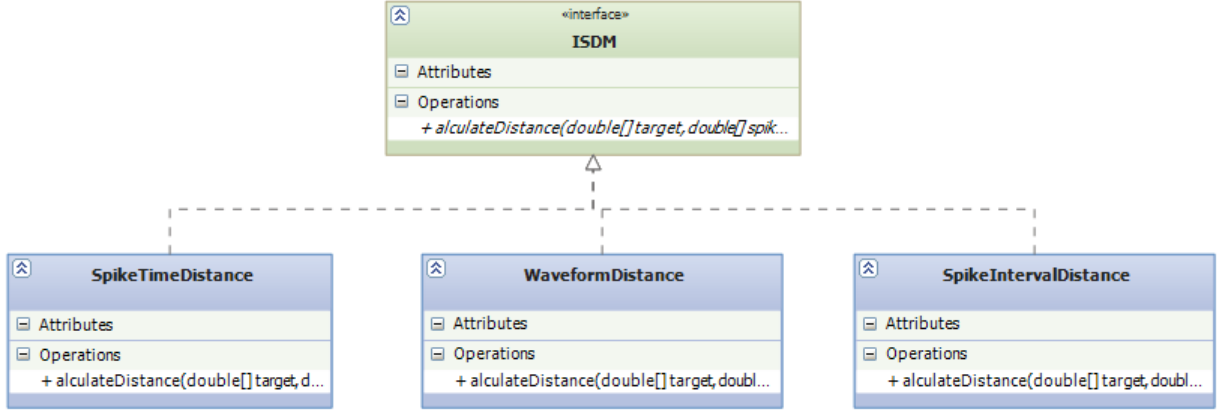 «interface»
ISDM
Attributes
Operations
+ alculateDistance(double[] target, double[] spik...
SpikeTimeDistance
Attributes
Operations
+ alculateDistance(double[] target, d...
WaveformDistance
Attributes
Operations
+ alculateDistance(double[] target, doubl...
SpikeIntervalDistance
Attributes
Operations
+ alculateDistance(double[] target, doubl...